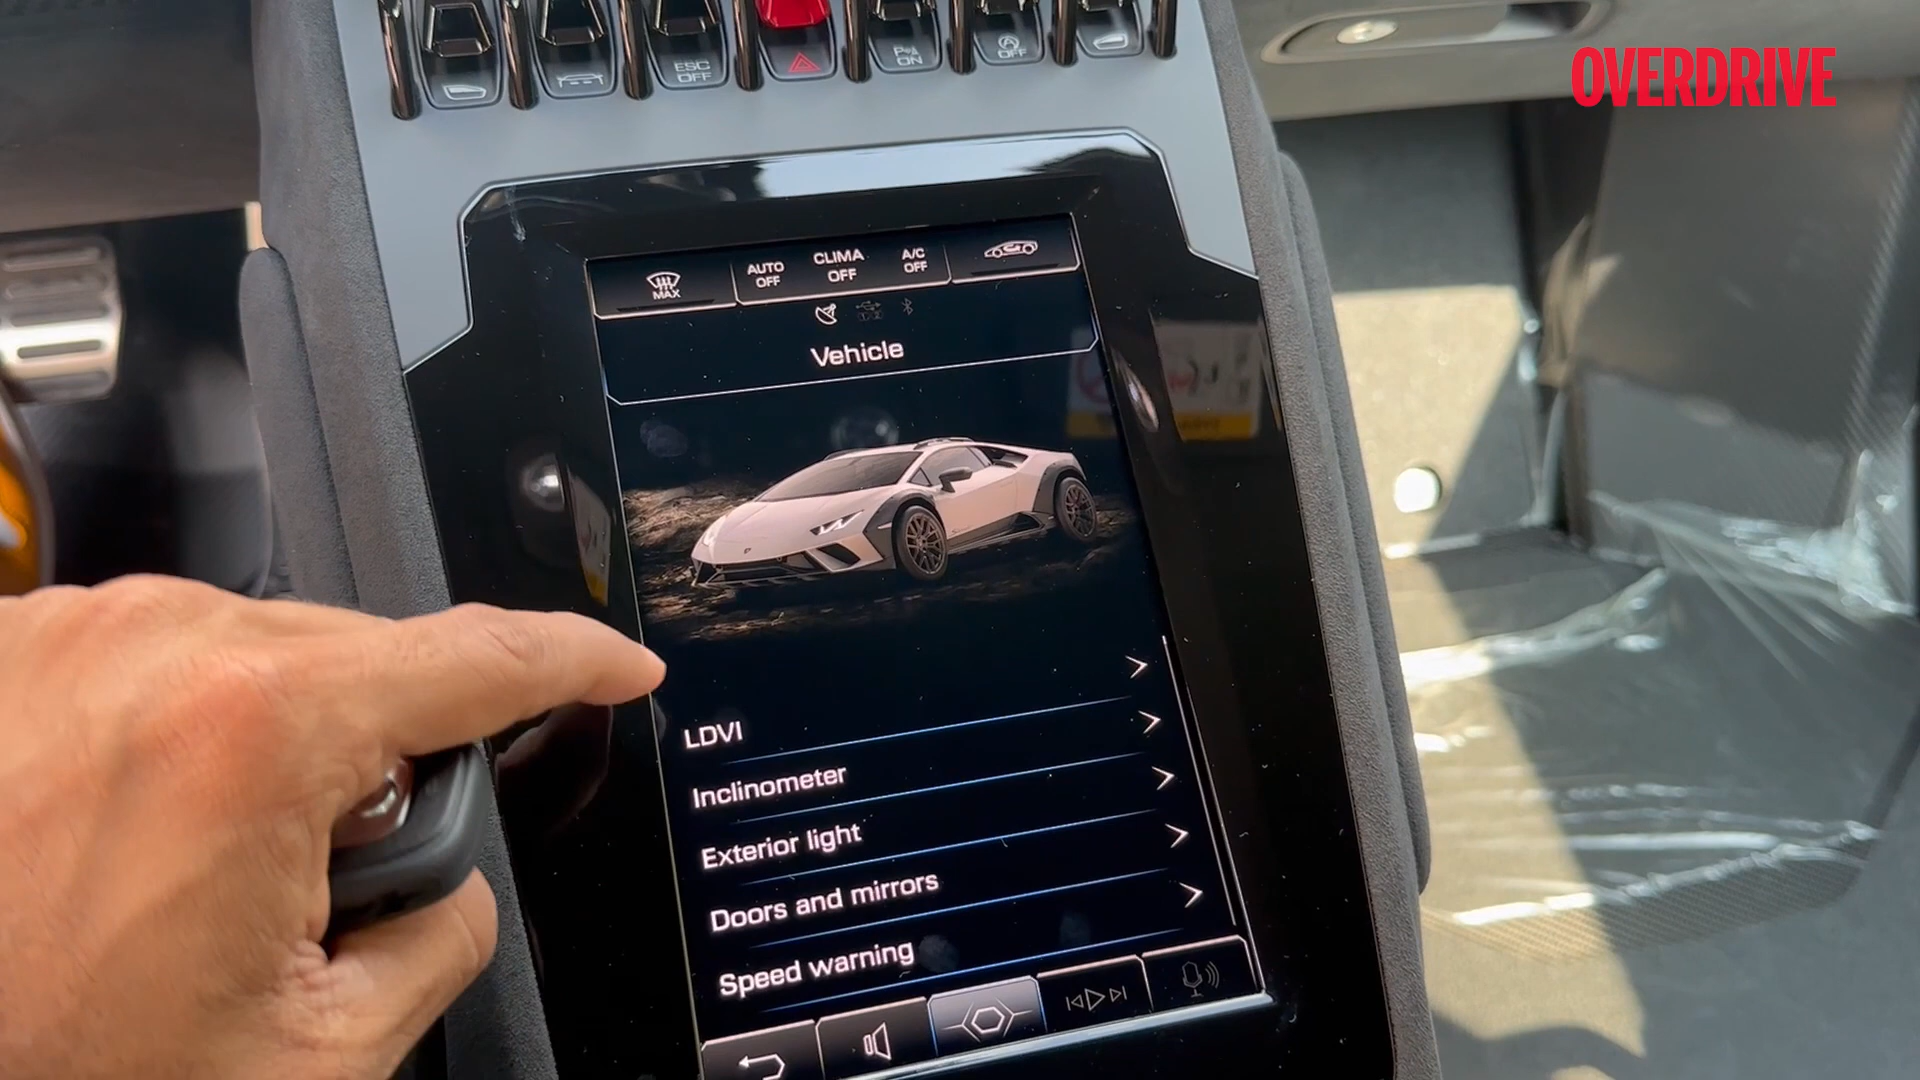 ESC
OFF
P
ON
A
OFF
OVERDRIVE
MAX
AUTO
OFF
CLIMA
OFF
A/C
OFF
Vehicle
LDVI
Inclinometer
Exterior light
Doors and mirrors
Speed warning